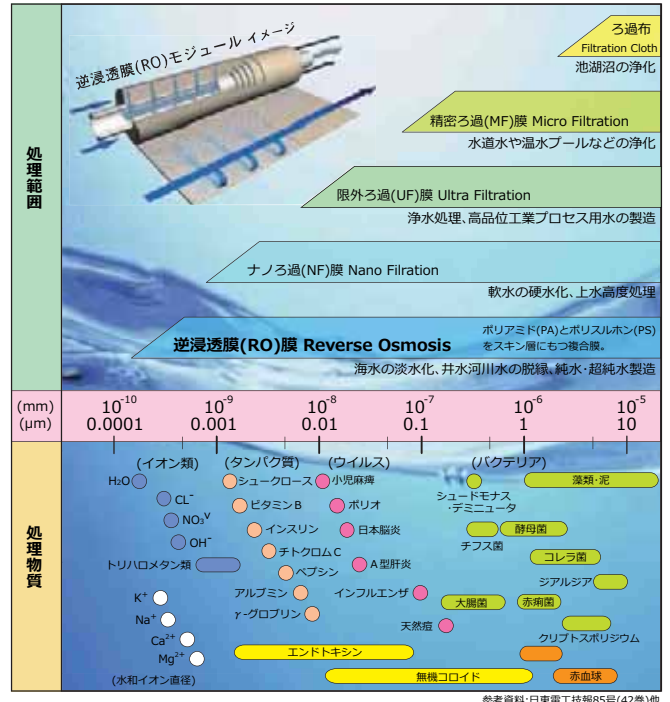 逆浸透膜(RO)モジュール イメージ
ろ過布
Filtration Cloth
池湖沼の浄化
精密ろ過(MF)膜 Micro Filtration
水道水や温水プールなどの浄化
処理範囲
限外ろ過(UF)膜 Ultra Filtration
浄水処理、高品位工業プロセス用水の製造
ナノろ過(NF)膜 Nano Filration
軟水の硬水化、上水高度処理
逆浸透膜(RO)膜 Reverse Osmosis
ポリアミド(PA)とポリスルホン(PS)
をスキン層にもつ複合膜。
海水の淡水化、井水河川水の脱縁、純水・超純水製造
(mm) 10⁻¹⁰ 10⁻⁹ 10⁻⁸ 10⁻⁷ 10⁻⁶ 10⁻⁵
(μm) 0.0001 0.001 0.01 0.1 1 10
処理物質
(イオン類) (タンパク質) (ウイルス) (バクテリア)
H₂O シュークロース 小児麻痺 藻類・泥
シュードモナス
・デミニュータ
CL⁻ ビタミンB ポリオ
NO₃ⱽ インスリン 日本脳炎 チフス菌 酵母菌
OH⁻ チトクロムC コレラ菌
トリハロメタン類 ペプシン A型肝炎 ジアルジア
K⁺ アルブミン インフルエンザ 大腸菌 赤痢菌
Na⁺ γ-グロブリン 天然痘 クリプトスポリジウム
Ca²⁺
Mg²⁺ エンドトキシン
(水和イオン直径) 無機コロイド 赤血球
参考資料:日東電工技報85号(42巻)他